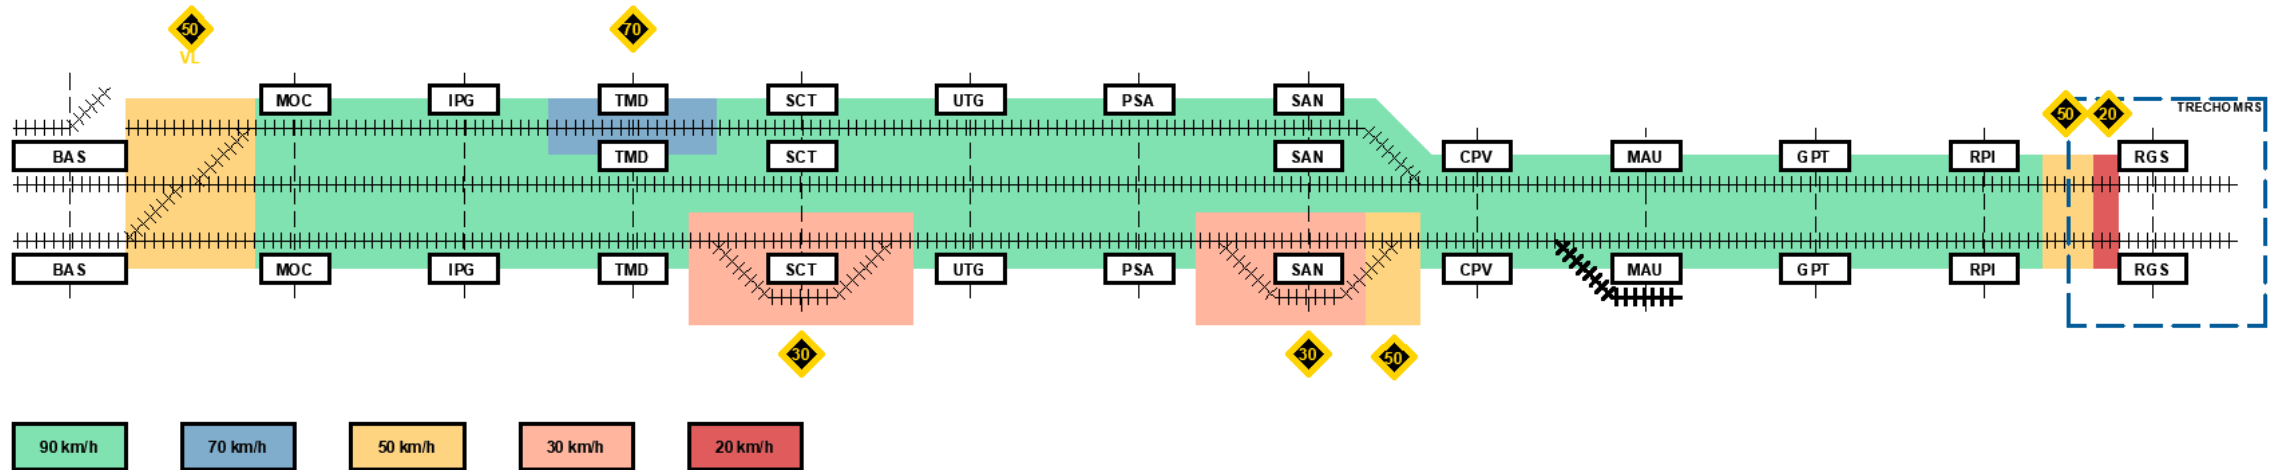 50
VL
70
50
20
TRECHO MRS
MOC
IPG
TMD
SCT
UTG
PSA
SAN
BAS
TMD
SCT
SAN
CPV
MAU
GPT
RPI
RGS
BAS
MOC
IPG
TMD
SCT
UTG
PSA
SAN
CPV
MAU
GPT
RPI
RGS
30
30
50
90 km/h
70 km/h
50 km/h
30 km/h
20 km/h